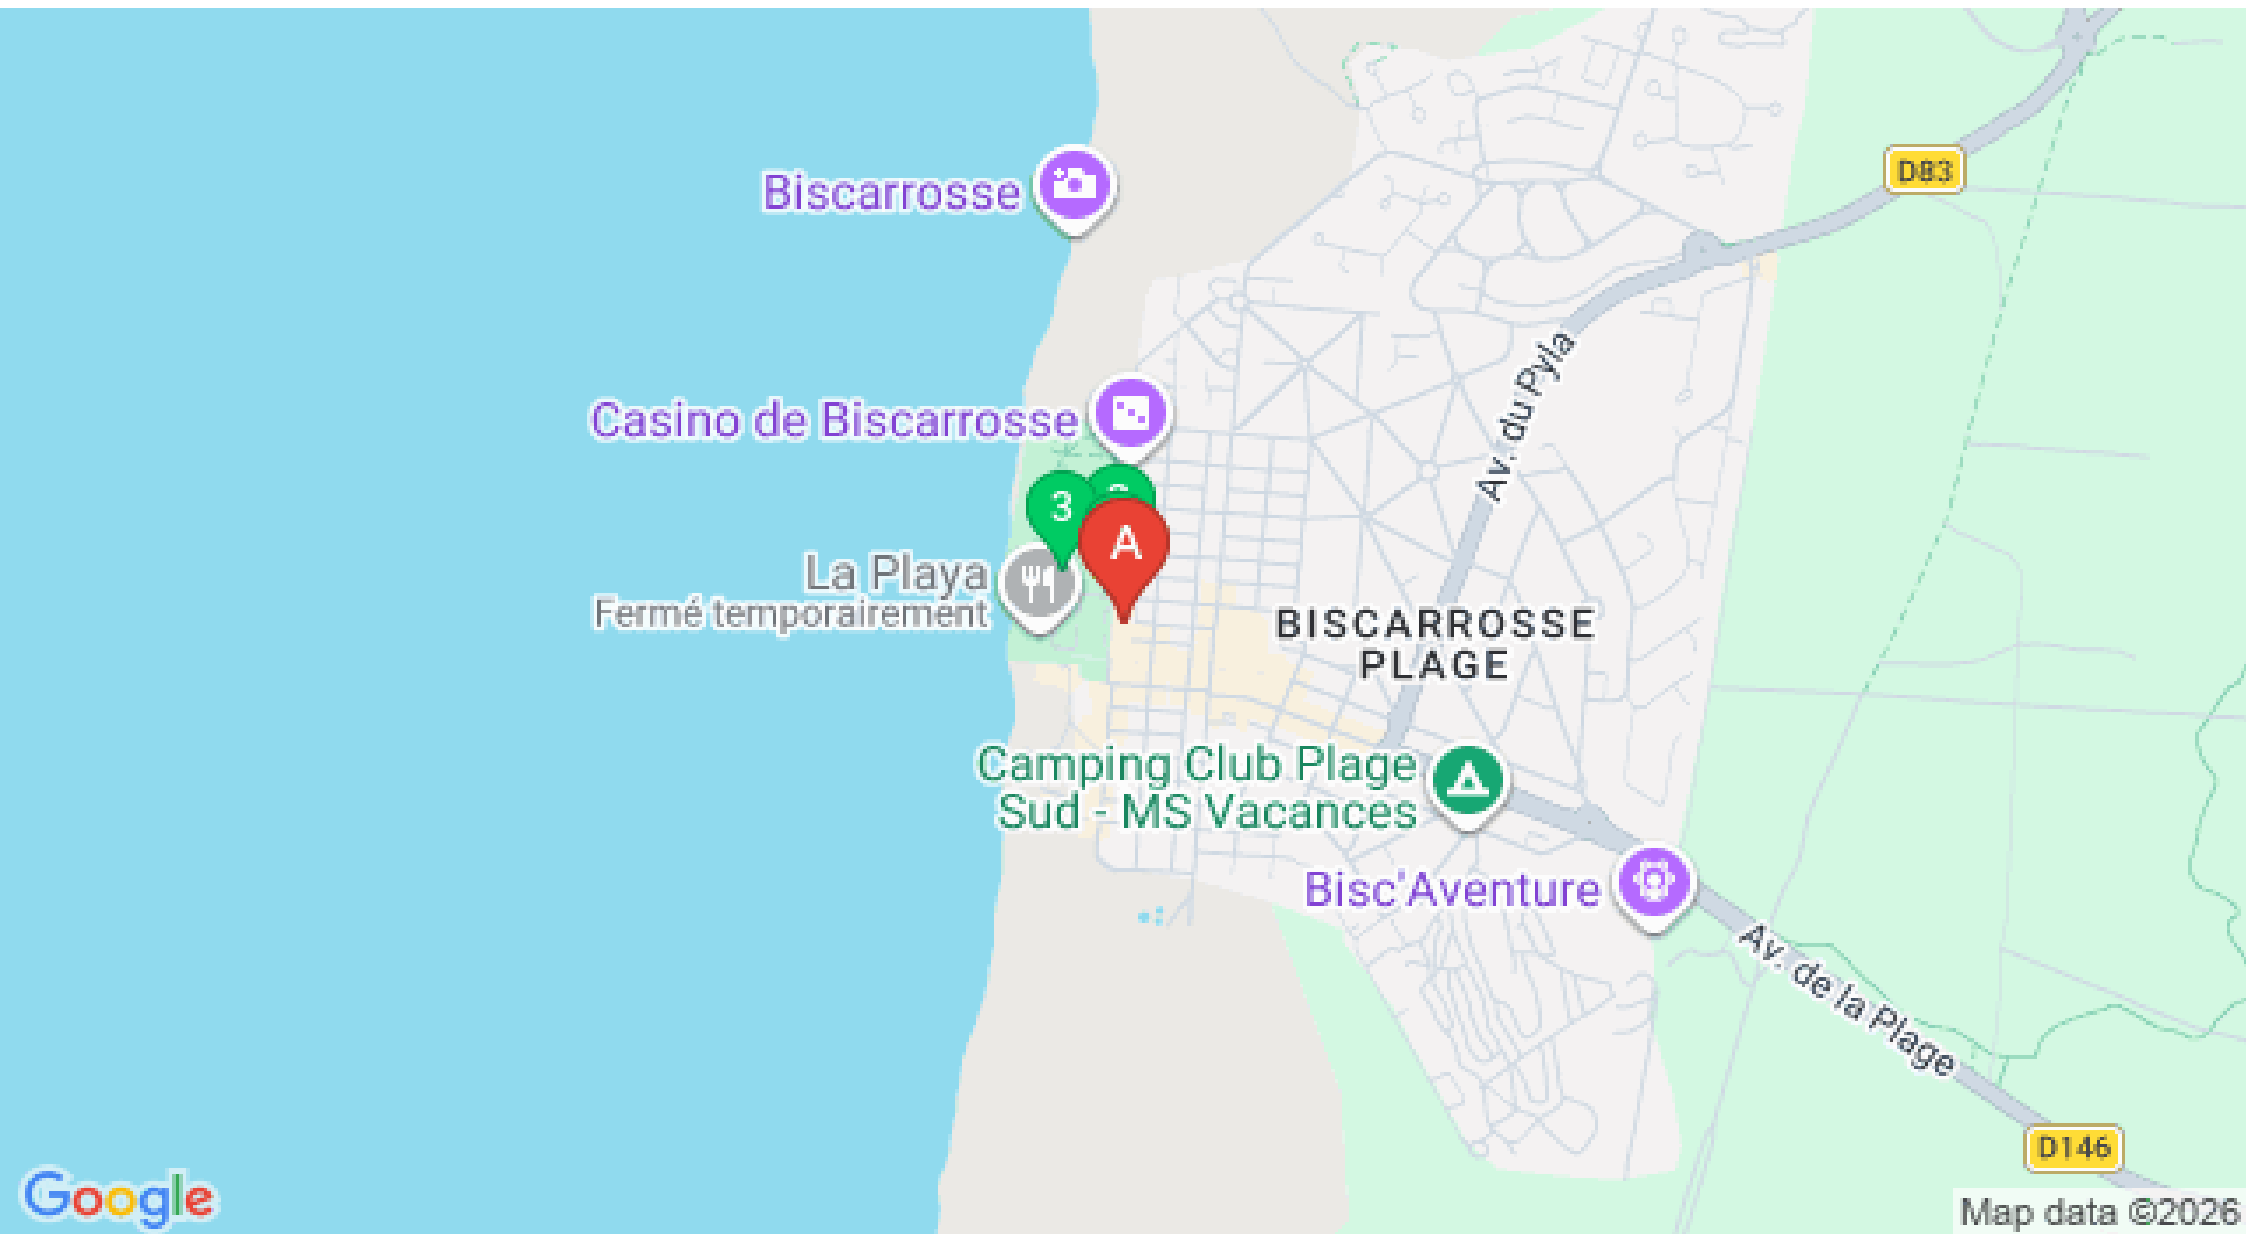 D83
Biscarrosse
Av. du Pyla
Casino de Biscarrosse
3
A
La Playa
Fermé temporairement
BISCARROSSE
PLAGE
Camping Club Plage
Sud - MS Vacances
Bisc'Aventure
Av. de la Plage
D146
Google
Map data ©2026